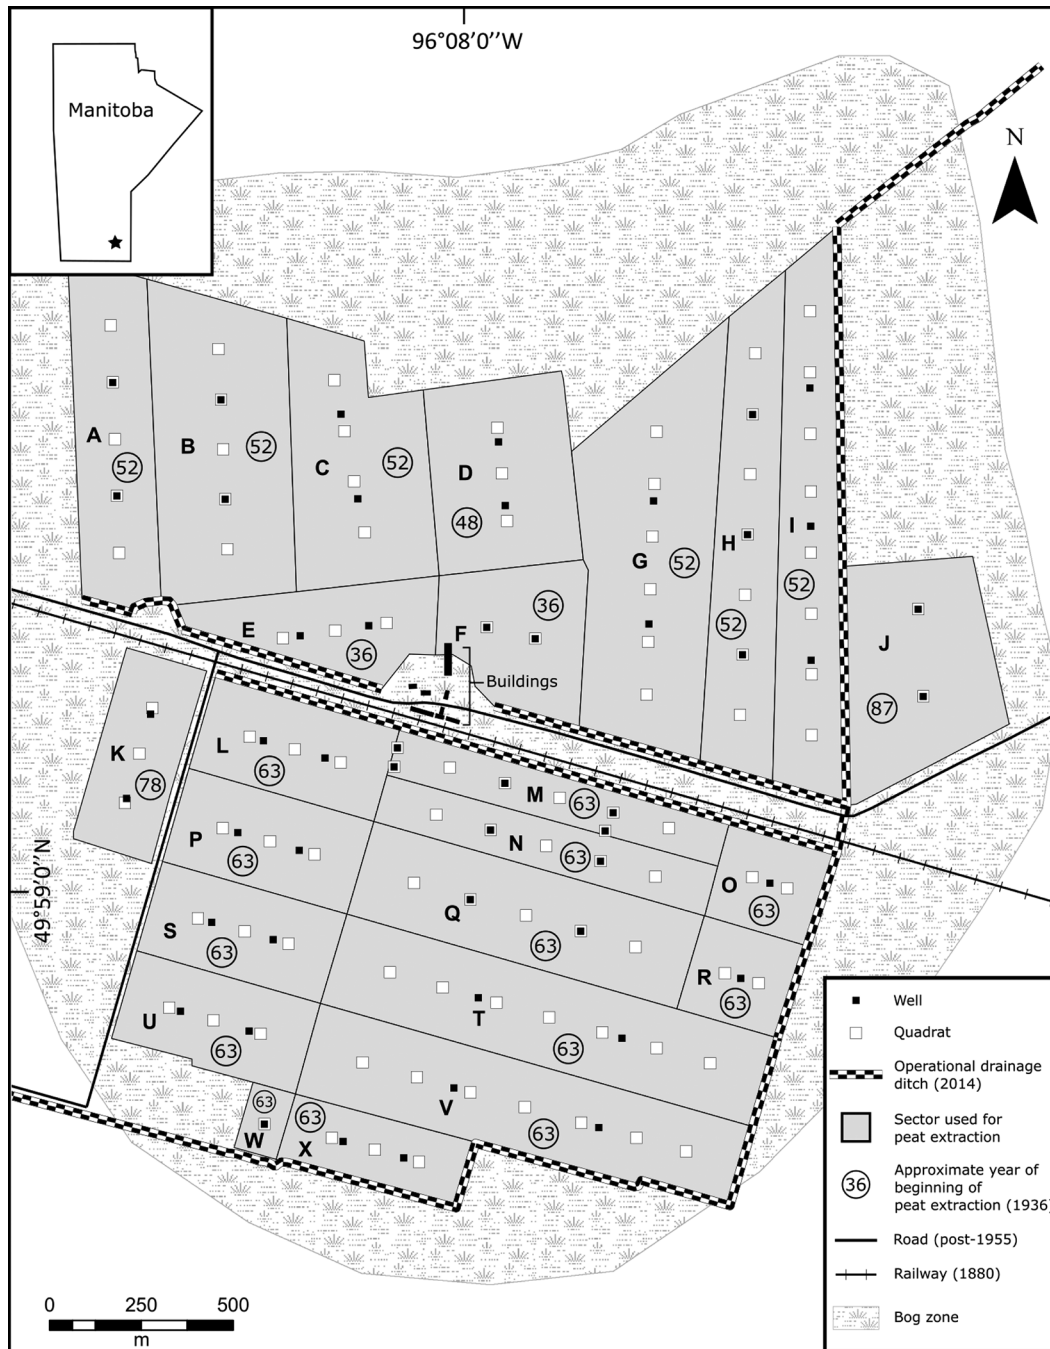 96°08'0''W
Manitoba
N
A
52
B
52
C
52
D
48
E
36
F
36
G
52
H
52
I
52
J
87
Buildings
K
78
L
63
M
63
N
63
O
63
P
63
Q
63
R
63
S
63
T
63
U
63
V
63
W
63
X
63
49°59'0''N
Well
Quadrat
Operational drainage
ditch (2014)
Sector used for
peat extraction
36
Approximate year of
beginning of
peat extraction (1936)
Road (post-1955)
Railway (1880)
Bog zone
0 250 500
m